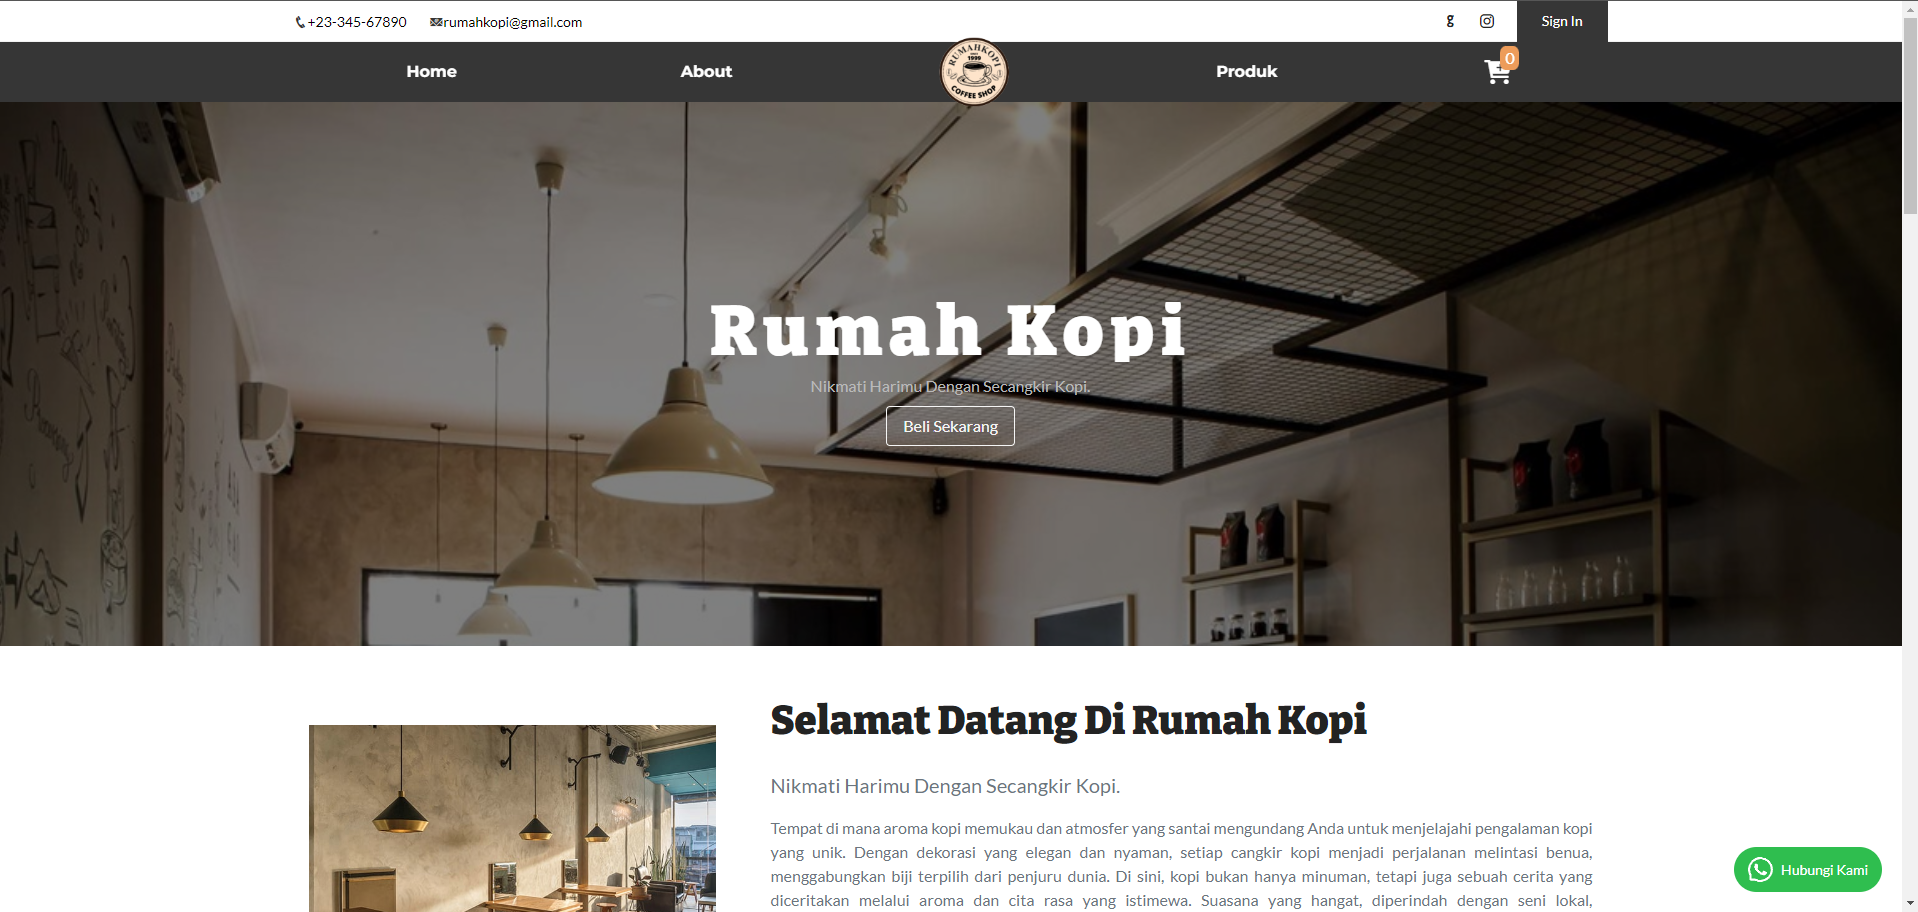 +23-345-67890 rumahkopi@gmail.com g Sign In
Home About Produk 0
RUMAHKOPI
SINCE
1999
COFFEE SHOP
Rumah Kopi
Nikmati Harimu Dengan Secangkir Kopi.
Beli Sekarang
Selamat Datang Di Rumah Kopi
Nikmati Harimu Dengan Secangkir Kopi.
Tempat di mana aroma kopi memukau dan atmosfer yang santai mengundang Anda untuk menjelajahi pengalaman kopi
yang unik. Dengan dekorasi yang elegan dan nyaman, setiap cangkir kopi menjadi perjalanan melintasi benua,
menggabungkan biji terpilih dari penjuru dunia. Di sini, kopi bukan hanya minuman, tetapi juga sebuah cerita yang
diceritakan melalui aroma dan cita rasa yang istimewa. Suasana yang hangat, diperindah dengan seni lokal,
Hubungi Kami